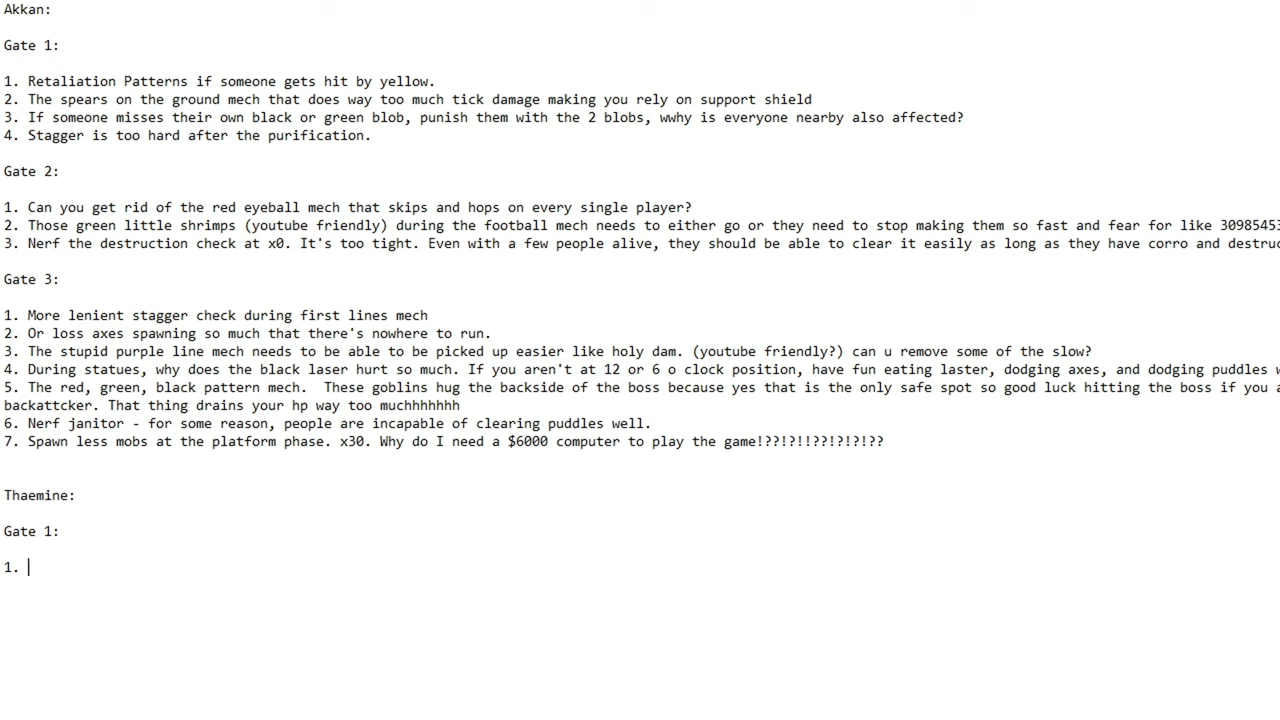 Akkan:
Gate 1:
1. Retaliation Patterns if someone gets hit by yellow.
2. The spears on the ground mech that does way too much tick damage making you rely on support shield
3. If someone misses their own black or green blob, punish them with the 2 blobs, wwhy is everyone nearby also affected?
4. Stagger is too hard after the purification.
Gate 2:
1. Can you get rid of the red eyeball mech that skips and hops on every single player?
2. Those green little shrimps (youtube friendly) during the football mech needs to either go or they need to stop making them so fast and fear for like 3098545
3. Nerf the destruction check at x0. It's too tight. Even with a few people alive, they should be able to clear it easily as long as they have corro and destruc
Gate 3:
1. More lenient stagger check during first lines mech
2. Or loss axes spawning so much that there's nowhere to run.
3. The stupid purple line mech needs to be able to be picked up easier like holy dam. (youtube friendly?) can u remove some of the slow?
4. During statues, why does the black laser hurt so much. If you aren't at 12 or 6 o clock position, have fun eating laster, dodging axes, and dodging puddles w
5. The red, green, black pattern mech.  These goblins hug the backside of the boss because yes that is the only safe spot so good luck hitting the boss if you a
backattcker. That thing drains your hp way too muchhhhhhh
6. Nerf janitor - for some reason, people are incapable of clearing puddles well.
7. Spawn less mobs at the platform phase. x30. Why do I need a $6000 computer to play the game!??!?!!??!?!?!??
Thaemine:
Gate 1:
1.